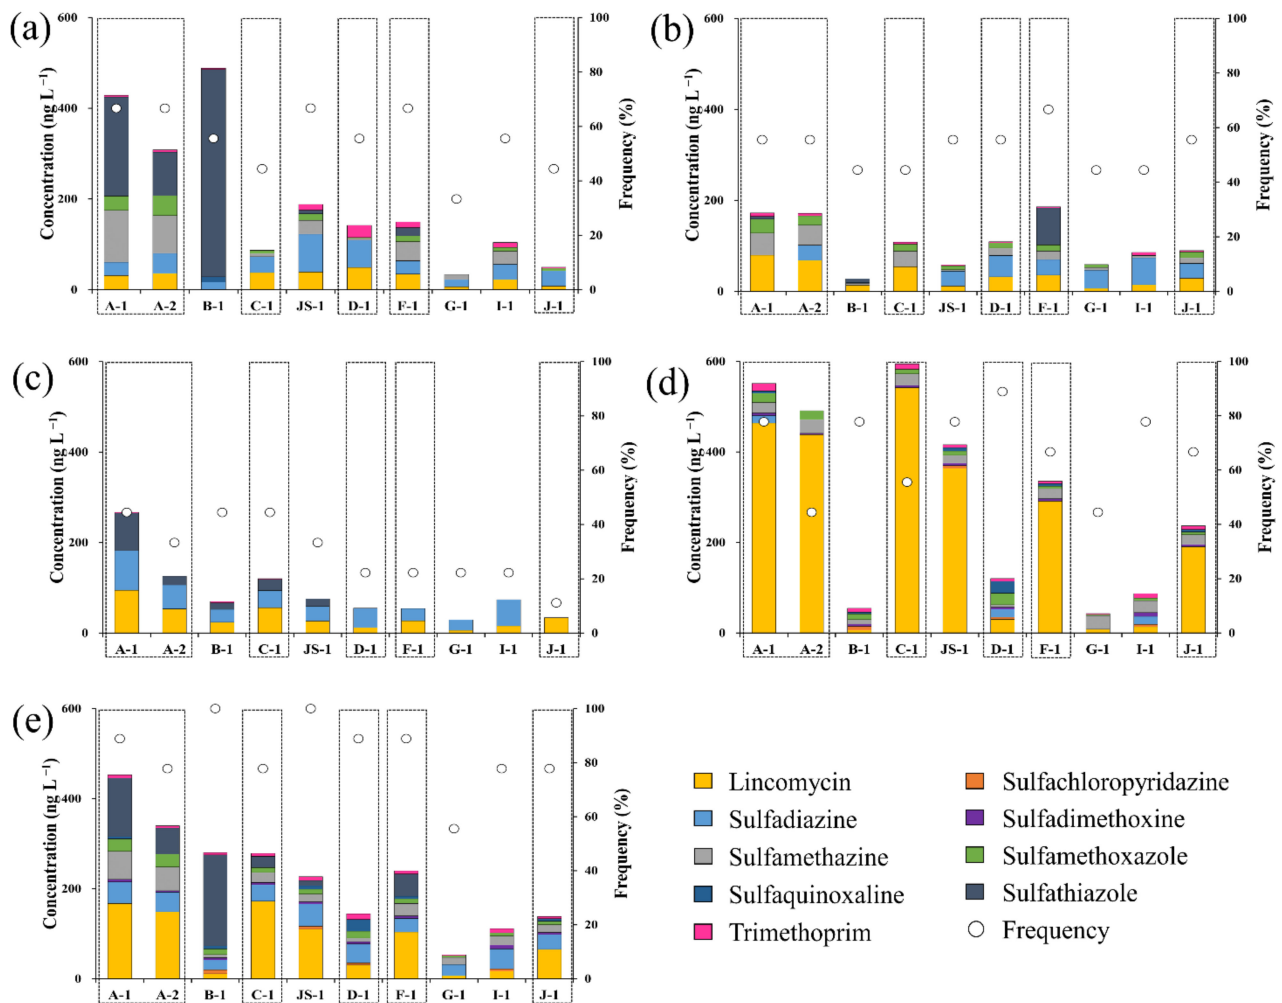 (a)
Concentration (ng L −1)
600
400
200
0
100
80
60
40
20
0
Frequency (%)
A-1 A-2 B-1 C-1 JS-1 D-1 F-1 G-1 I-1 J-1
(b)
Concentration (ng L −1)
600
400
200
0
100
80
60
40
20
0
Frequency (%)
A-1 A-2 B-1 C-1 JS-1 D-1 F-1 G-1 I-1 J-1
(c)
Concentration (ng L −1)
600
400
200
0
100
80
60
40
20
0
Frequency (%)
A-1 A-2 B-1 C-1 JS-1 D-1 F-1 G-1 I-1 J-1
(d)
Concentration (ng L −1)
600
400
200
0
100
80
60
40
20
0
Frequency (%)
A-1 A-2 B-1 C-1 JS-1 D-1 F-1 G-1 I-1 J-1
(e)
Concentration (ng L −1)
600
400
200
0
100
80
60
40
20
0
Frequency (%)
A-1 A-2 B-1 C-1 JS-1 D-1 F-1 G-1 I-1 J-1
Lincomycin
Sulfadiazine
Sulfamethazine
Sulfaquinoxaline
Trimethoprim
Sulfachloropyridazine
Sulfadimethoxine
Sulfamethoxazole
Sulfathiazole
Frequency